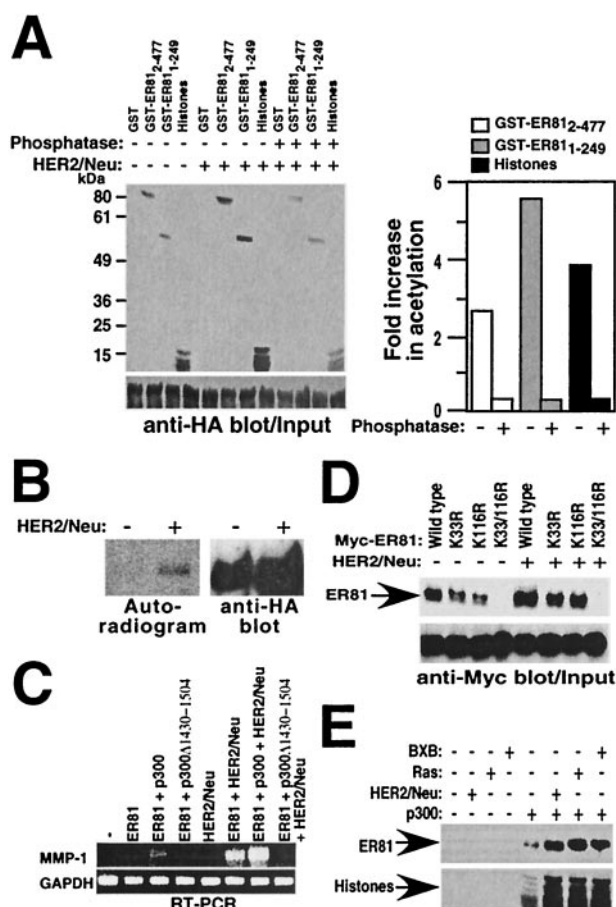 A
GST
GST-ER81₂₋₄₇₇
GST-ER81₁₋₂₄₉
Histones
GST
GST-ER81₂₋₄₇₇
GST-ER81₁₋₂₄₉
Histones
GST
GST-ER81₂₋₄₇₇
GST-ER81₁₋₂₄₉
Histones
Phosphatase: - - - - - - - - + + + +
HER2/Neu: - - - - + + + + + + + +
kDa
80
61
49
36
25
15
anti-HA blot/Input
GST-ER81₂₋₄₇₇
GST-ER81₁₋₂₄₉
Histones
Fold increase
in acetylation
6
4
2
0
Phosphatase: - + - + - +
B
HER2/Neu: - + - +
Auto-
radiogram
anti-HA
blot
C
-
ER81
ER81 + p300
ER81 + p300Δ1430-1504
HER2/Neu
ER81 + HER2/Neu
ER81 + p300 + HER2/Neu
ER81 + p300Δ1430-1504
+ HER2/Neu
MMP-1
GAPDH
RT-PCR
D
Myc-ER81:
Wild type
K33R
K116R
K33/116R
Wild type
K33R
K116R
K33/116R
HER2/Neu: - - - - + + + +
ER81
anti-Myc blot/Input
E
BXB: - - - + - - - +
Ras: - - + - - - + -
HER2/Neu: - + - - - + - -
p300: - - - - + + + +
ER81
Histones